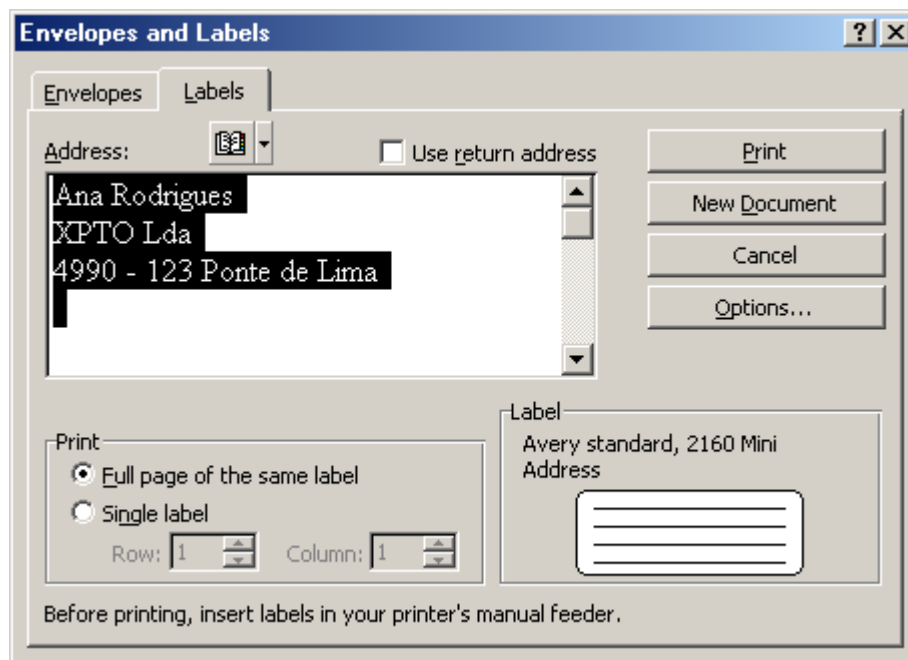 Envelopes and Labels
Envelopes
Labels
Address:
Use return address
Ana Rodrigues
XPTO Lda
4990 - 123 Ponte de Lima
Print
New Document
Cancel
Options...
Print
Full page of the same label
Single label
Row: 1
Column: 1
Label
Avery standard, 2160 Mini
Address
Before printing, insert labels in your printer's manual feeder.